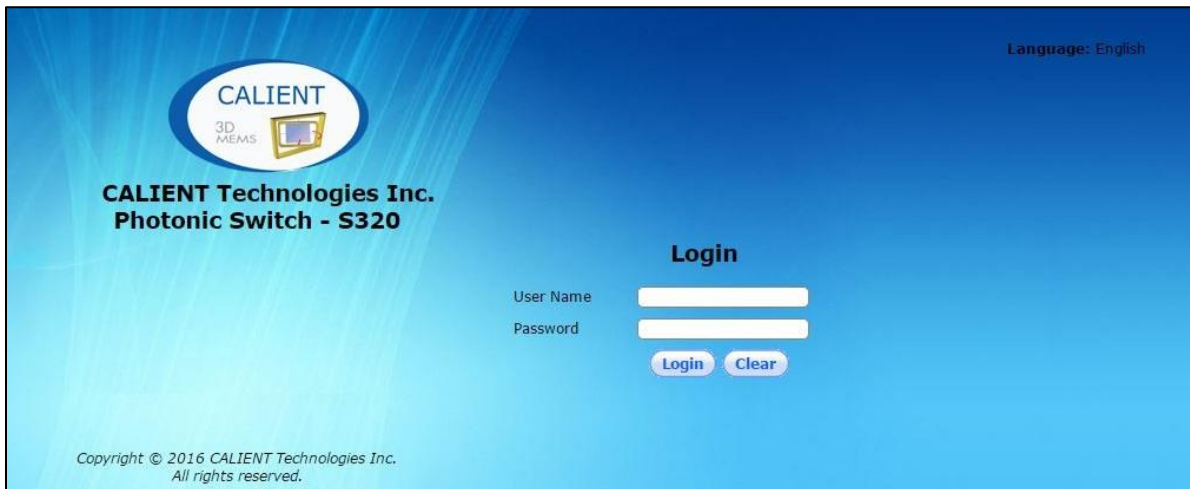 Language: English
CALIENT
3D
MEMS
CALIENT Technologies Inc.
Photonic Switch - S320
Login
User Name
Password
Login Clear
Copyright © 2016 CALIENT Technologies Inc.
All rights reserved.